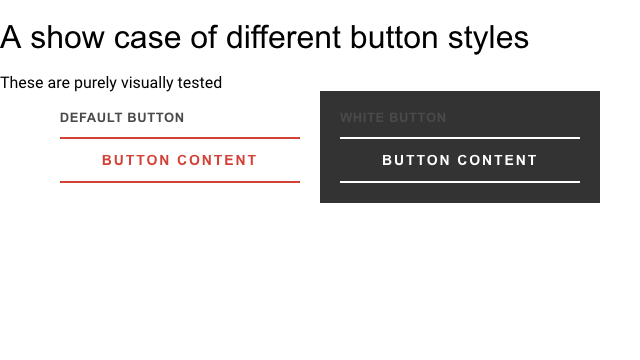 A show case of different button styles
These are purely visually tested
DEFAULT BUTTON
BUTTON CONTENT
WHITE BUTTON
BUTTON CONTENT